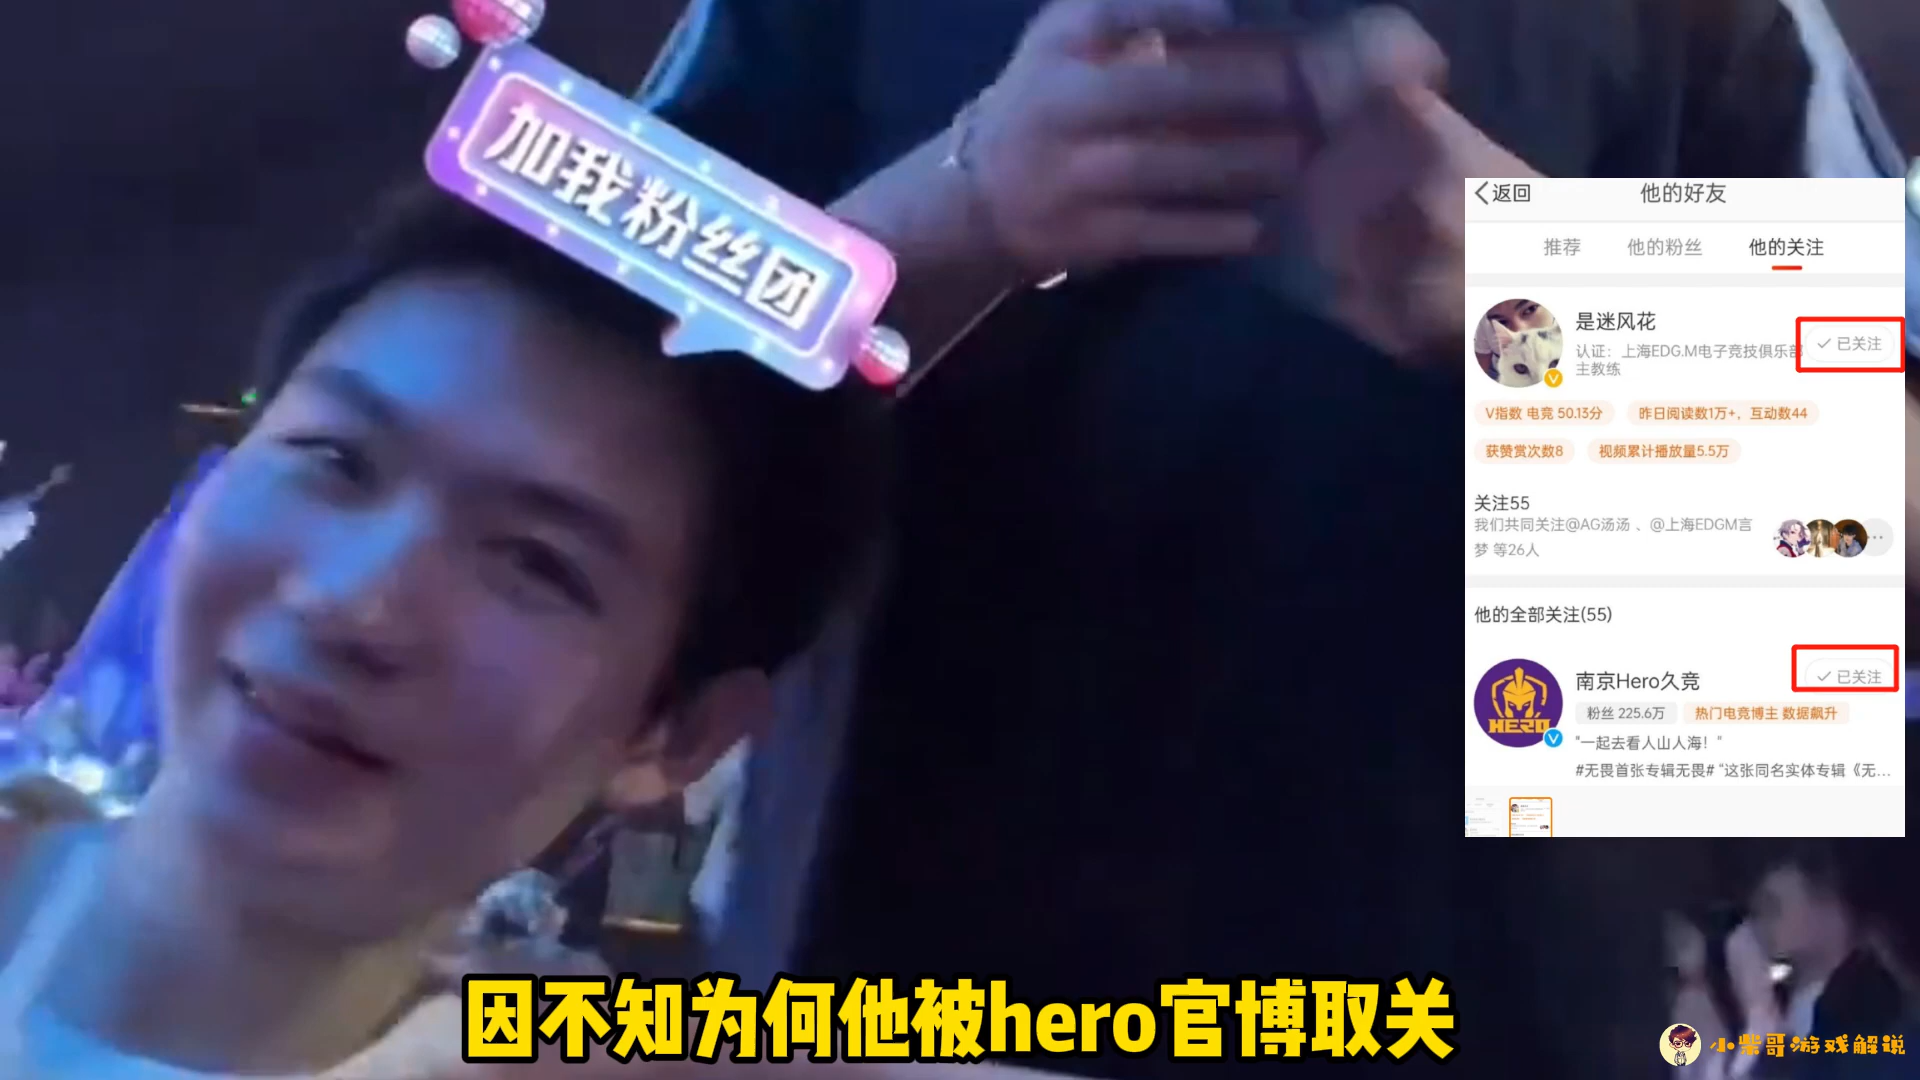 加我粉丝团
返回
他的好友
推荐 他的粉丝 他的关注
是迷风花
已关注
认证：上海EDG.M电子竞技俱乐部
主教练
V指数 电竞 50.13分 昨日阅读数1万+，互动数44
获赞赏次数8 视频累计播放量5.5万
关注55
我们共同关注@AG汤汤 、@上海EDGM言
梦 等26人
他的全部关注(55)
南京Hero久竞
已关注
HERO
粉丝 225.6万 热门电竞博主 数据飙升
"一起去看人山人海！"
#无畏首张专辑无畏# “这张同名实体专辑《无...
因不知为何他被hero官博取关
小柴哥游戏解说